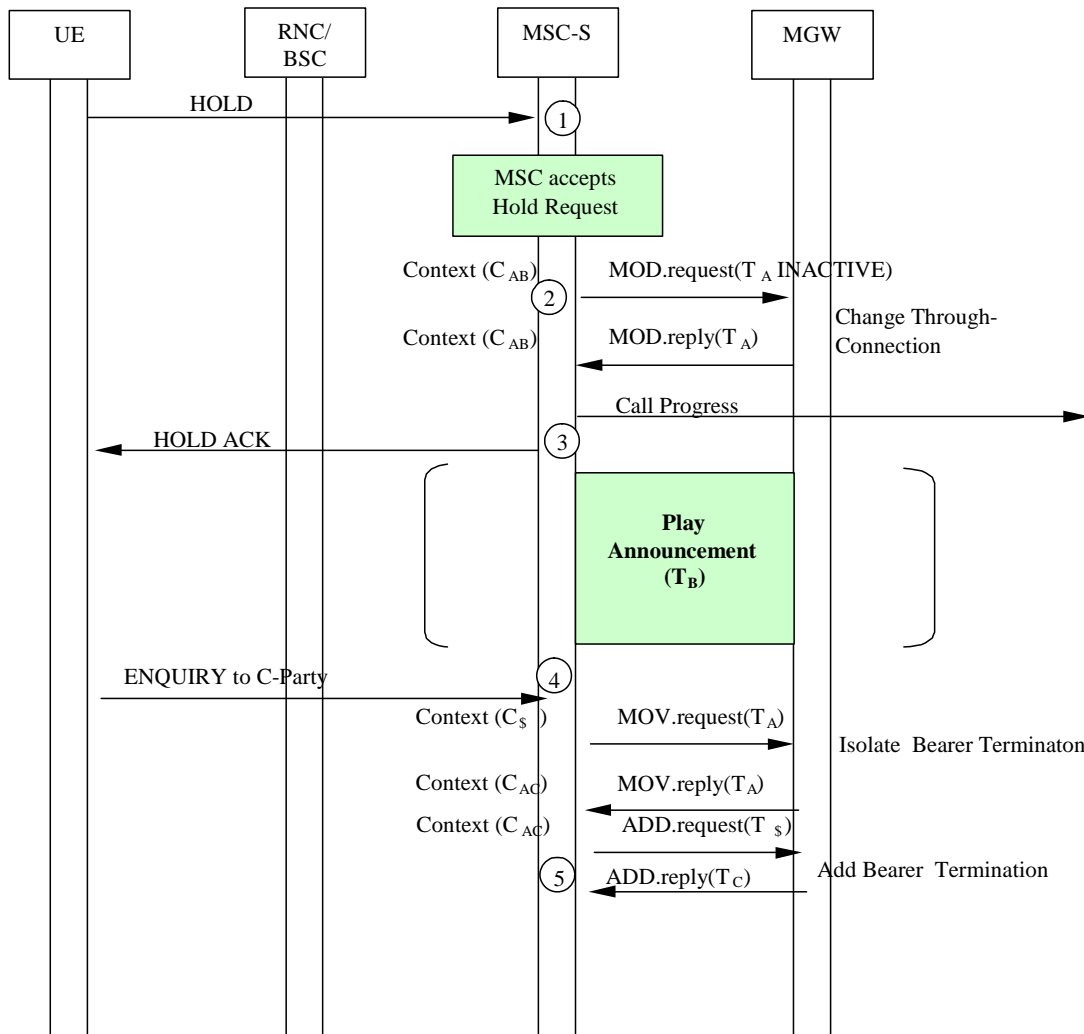 UE
RNC/
BSC
MSC-S
MGW
HOLD
1
MSC accepts
Hold Request
Context (C AB)
2
MOD.request(T A INACTIVE)
Context (C AB)
MOD.reply(T A)
Change Through-
Connection
Call Progress
3
HOLD ACK
Play
Announcement
(TB)
4
ENQUIRY to C-Party
Context (C $ )
MOV.request(T A)
Isolate Bearer Terminaton
Context (C AC)
MOV.reply(T A)
Context (C AC)
ADD.request(T $)
5
ADD.reply(T C)
Add Bearer Termination